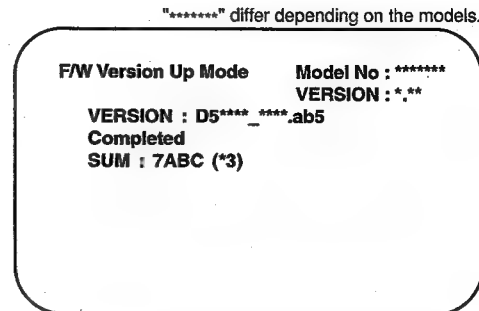 "*******" differ depending on the models.
F/W Version Up Mode Model No : *******
VERSION : *.**
VERSION : D5****_****.ab5
Completed
SUM : 7ABC (*3)